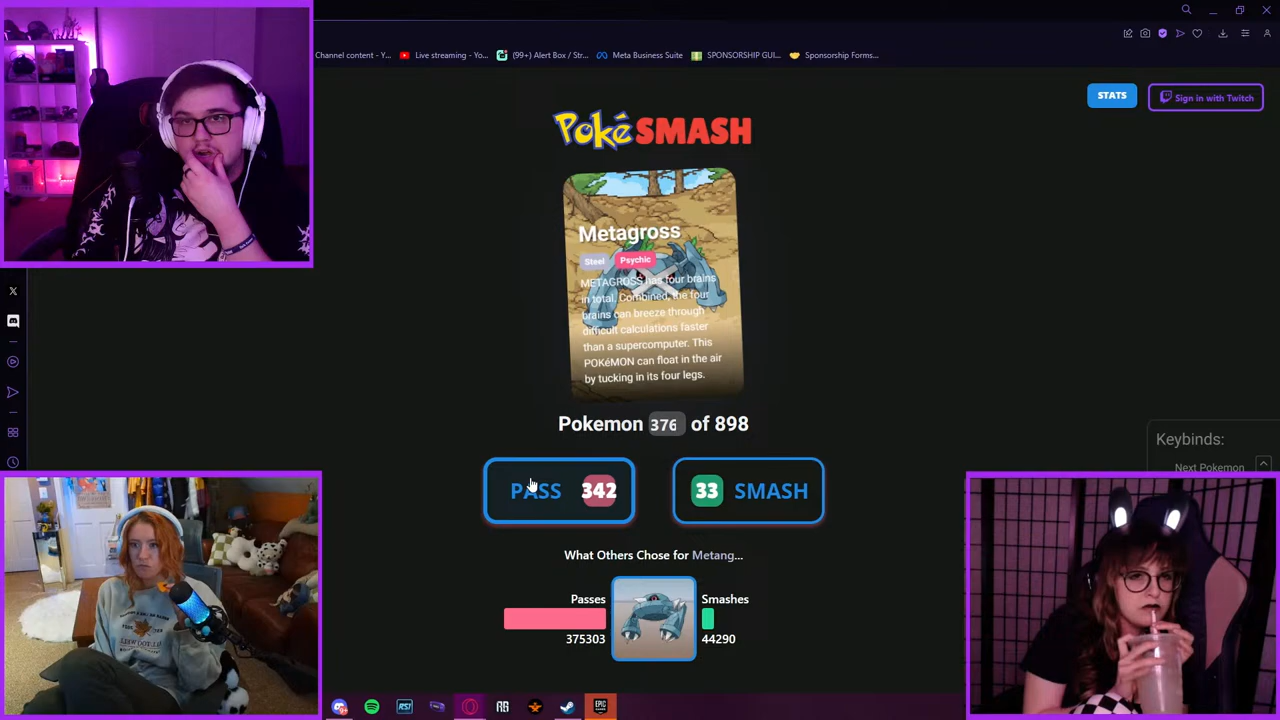 Channel content - Y...
Live streaming - Yo...
(99+) Alert Box / Str...
Meta Business Suite
SPONSORSHIP GUI...
Sponsorship Forms...
STATS
Sign in with Twitch
PokéSMASH
Metagross
Steel
Psychic
METAGROSS has four brains
in total. Combined, the four
brains can breeze through
difficult calculations faster
than a supercomputer. This
POKéMON can float in the air
by tucking in its four legs.
Pokemon 376 of 898
PASS 342
33 SMASH
Keybinds:
Next Pokemon
What Others Chose for Metang...
Passes
375303
Smashes
44290